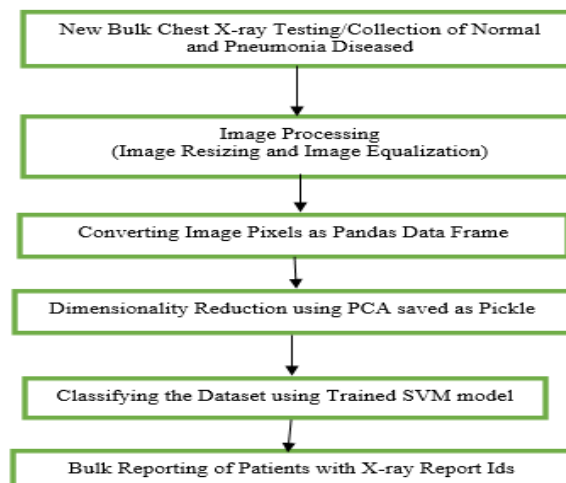 New Bulk Chest X-ray Testing/Collection of Normal
and Pneumonia Diseased
Image Processing
(Image Resizing and Image Equalization)
Converting Image Pixels as Pandas Data Frame
Dimensionality Reduction using PCA saved as Pickle
Classifying the Dataset using Trained SVM model
Bulk Reporting of Patients with X-ray Report Ids